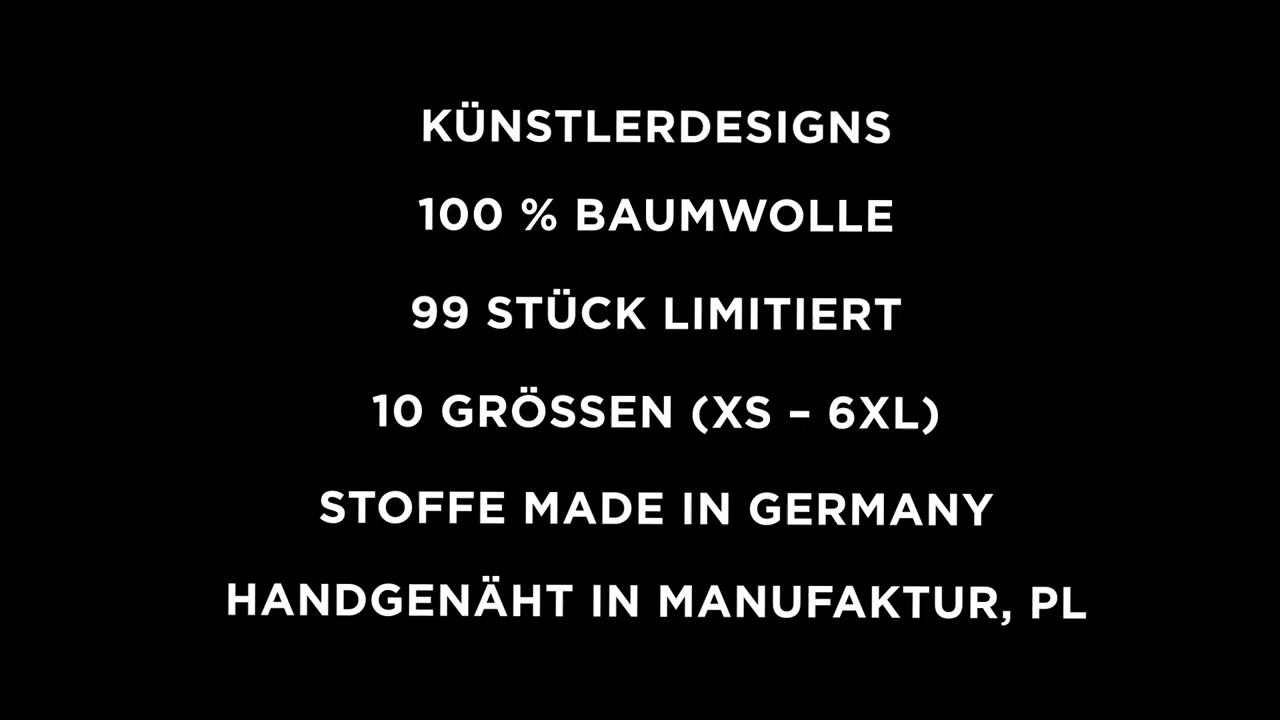 KÜNSTLERDESIGNS
100 % BAUMWOLLE
99 STÜCK LIMITIERT
10 GRÖSSEN (XS – 6XL)
STOFFE MADE IN GERMANY
HANDGENÄHT IN MANUFAKTUR, PL